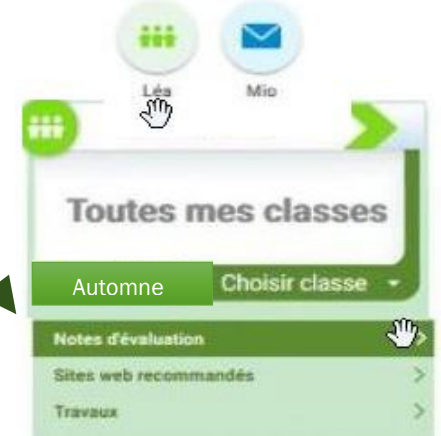 Léa Mio
Toutes mes classes
Automne Choisir classe
Notes d'évaluation
Sites web recommandés
Travaux